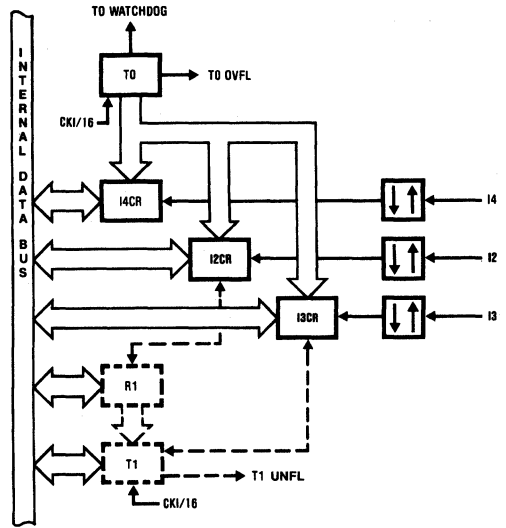 TO WATCHDOG
INTERNAL DATA BUS
T0
T0 OVFL
CKI/16
I4CR
I4
I2CR
I2
I3CR
I3
R1
T1
T1 UNFL
CKI/16